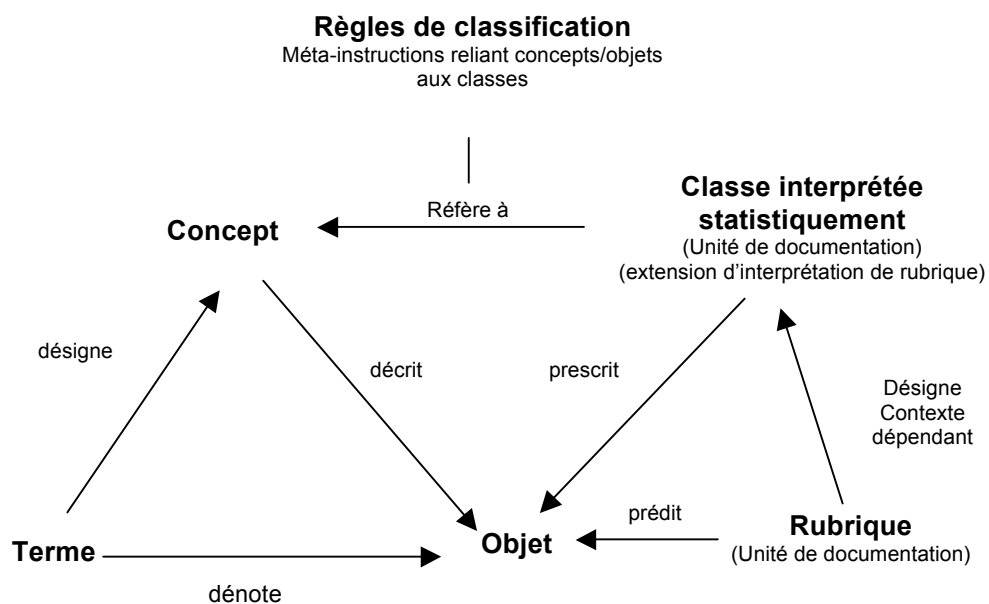 Règles de classification
Méta-instructions reliant concepts/objets
aux classes
Réfère à
Concept
Classe interprétée
statistiquement
(Unité de documentation)
(extension d'interprétation de rubrique)
désigne
décrit
prescrit
Désigne
Contexte
dépendant
Terme
dénote
Objet
prédit
Rubrique
(Unité de documentation)